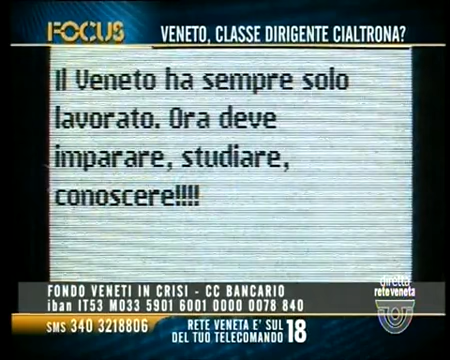 FOCUS
VENETO, CLASSE DIRIGENTE CIALTRONA?
Il Veneto ha sempre solo
lavorato. Ora deve
imparare, studiare,
conoscere!!!!
diretta
reteveneta
FONDO VENETI IN CRISI - CC BANCARIO
iban IT53 M033 5901 6001 0000 0078 840
SMS 340 3218806
RETE VENETA E' SUL
DEL TUO TELECOMANDO 18